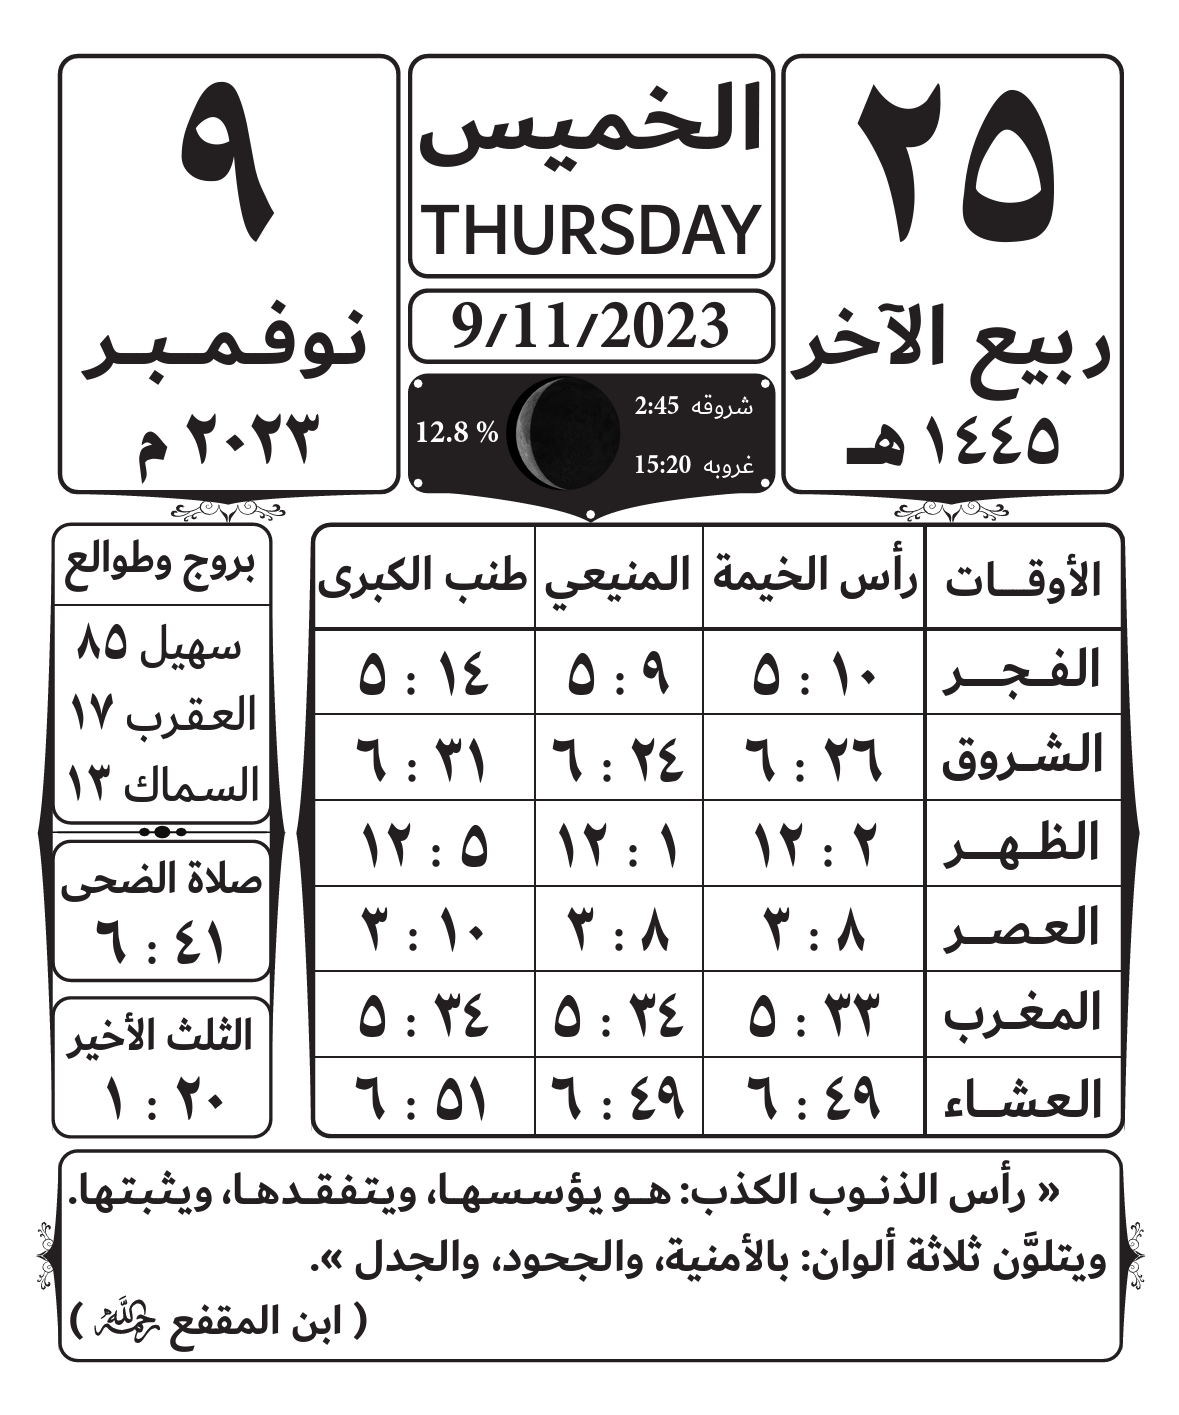 ٢٥
ربيع الآخر
١٤٤٥ هـ
الخميس
THURSDAY
9/11/2023
شروقه 2:45
غروبه 15:20
12.8 %
٩
نوفمبر
٢٠٢٣ م
الأوقات رأس الخيمة المنيعي طنب الكبرى
الفجر ٥ : ١٠ ٥ : ٩ ٥ : ١٤
الشروق ٦ : ٢٦ ٦ : ٢٤ ٦ : ٣١
الظهر ١٢ : ٢ ١٢ : ١ ١٢ : ٥
العصر ٣ : ٨ ٣ : ٨ ٣ : ١٠
المغرب ٥ : ٣٣ ٥ : ٣٤ ٥ : ٣٤
العشاء ٦ : ٤٩ ٦ : ٤٩ ٦ : ٥١
بروج وطوالع
سهيل ٨٥
العقرب ١٧
السماك ١٣
صلاة الضحى
٦ : ٤١
الثلث الأخير
١ : ٢٠
« رأس الذنوب الكذب: هو يؤسسها، ويتفقدها، ويثبتها.
ويتلوَّن ثلاثة ألوان: بالأمنية، والجحود، والجدل ».
( ابن المقفع رحمه الله )